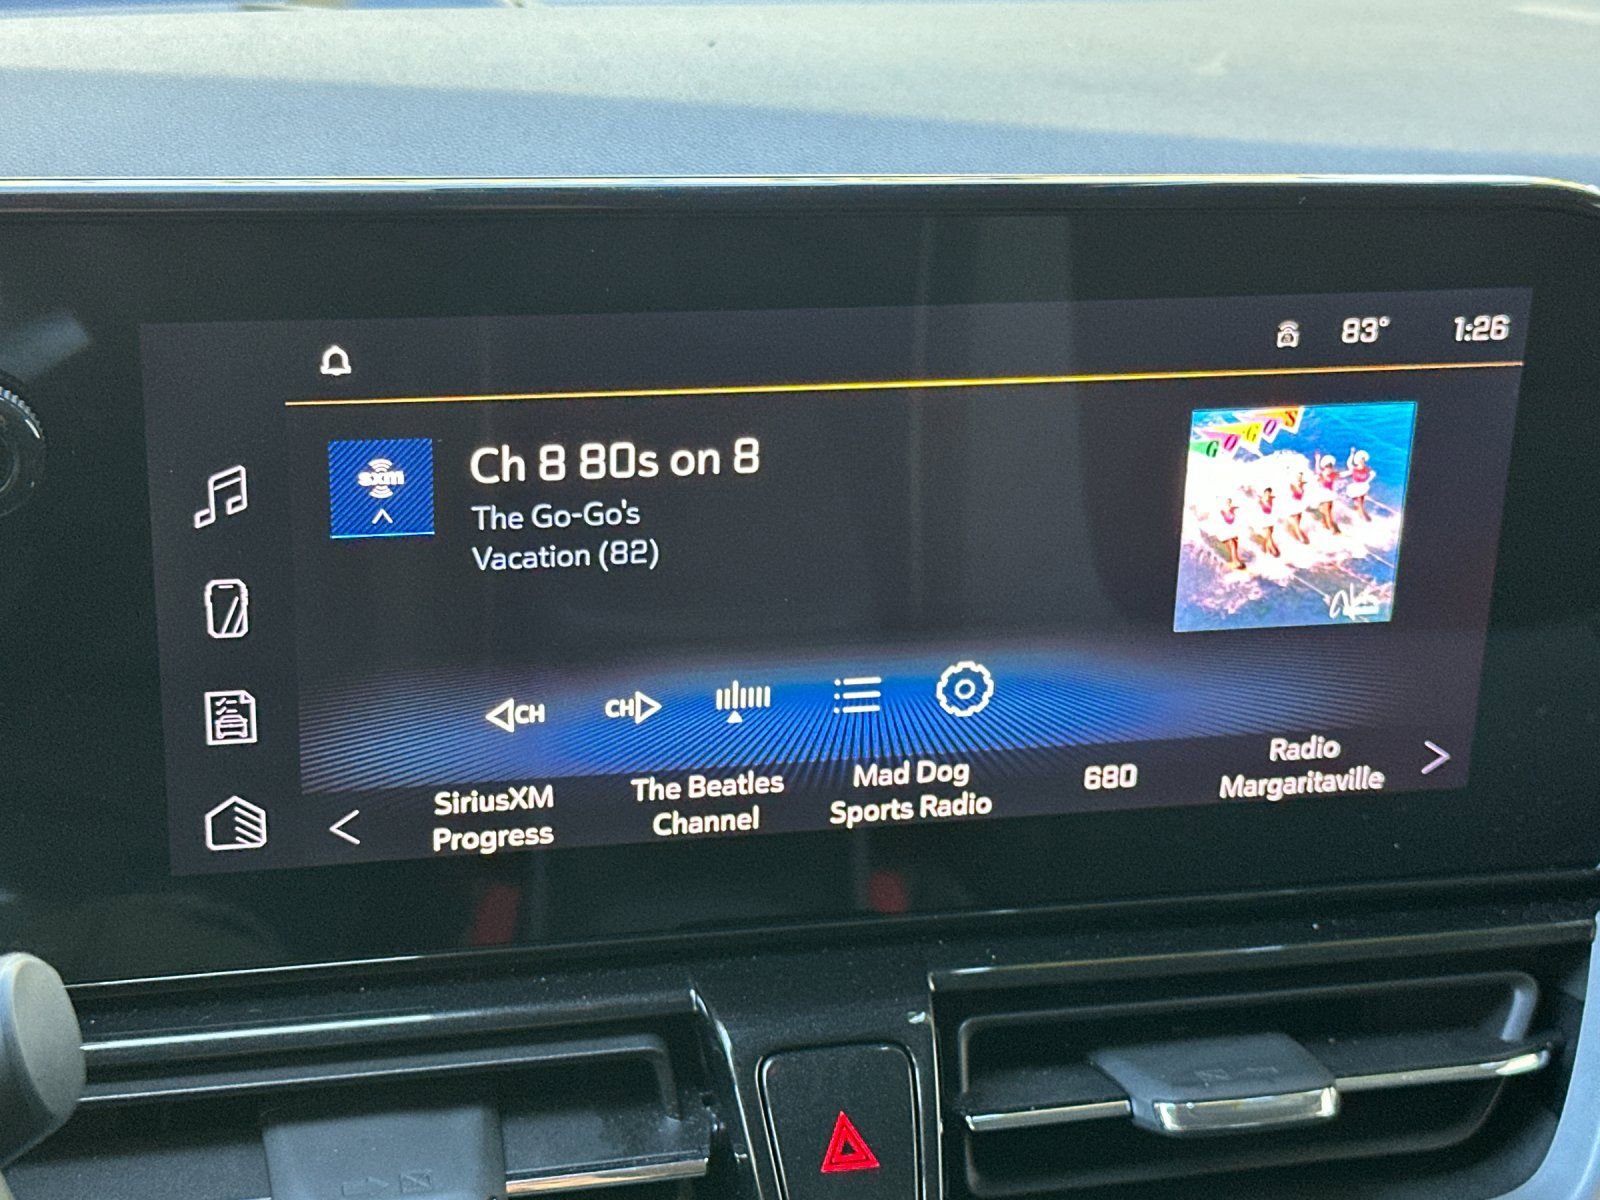 83° 1:26
sxm
Ch 8 80s on 8
The Go-Go's
Vacation (82)
GO-GO'S
CH CH
SiriusXM
Progress
The Beatles
Channel
Mad Dog
Sports Radio
680
Radio
Margaritaville